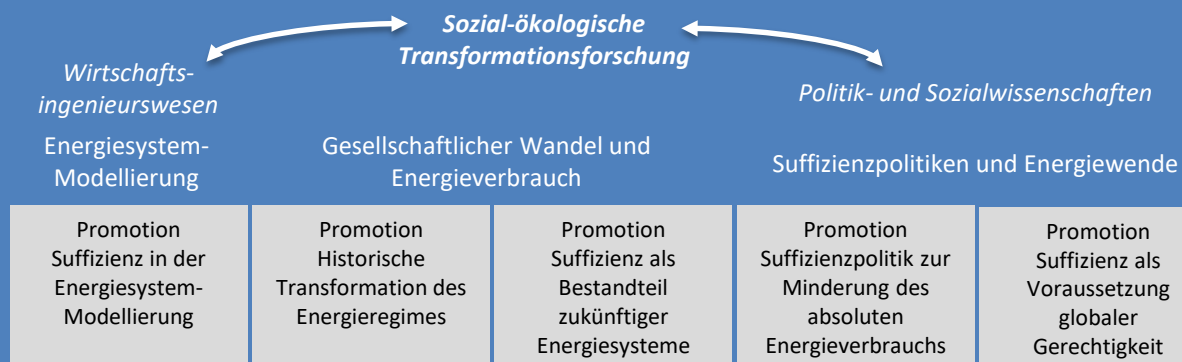 Sozial-ökologische
Transformationsforschung
Wirtschafts-
ingenieurswesen
Politik- und Sozialwissenschaften
Energiesystem-
Modellierung
Gesellschaftlicher Wandel und
Energieverbrauch
Suffizienzpolitiken und Energiewende
Promotion
Suffizienz in der
Energiesystem-
Modellierung
Promotion
Historische
Transformation des
Energieregimes
Promotion
Suffizienz als
Bestandteil
zukünftiger
Energiesysteme
Promotion
Suffizienzpolitik zur
Minderung des
absoluten
Energieverbrauchs
Promotion
Suffizienz als
Voraussetzung
globaler
Gerechtigkeit